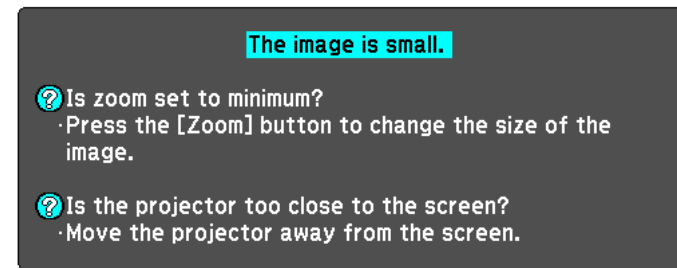 The image is small.
Is zoom set to minimum?
·Press the [Zoom] button to change the size of the
image.
Is the projector too close to the screen?
·Move the projector away from the screen.